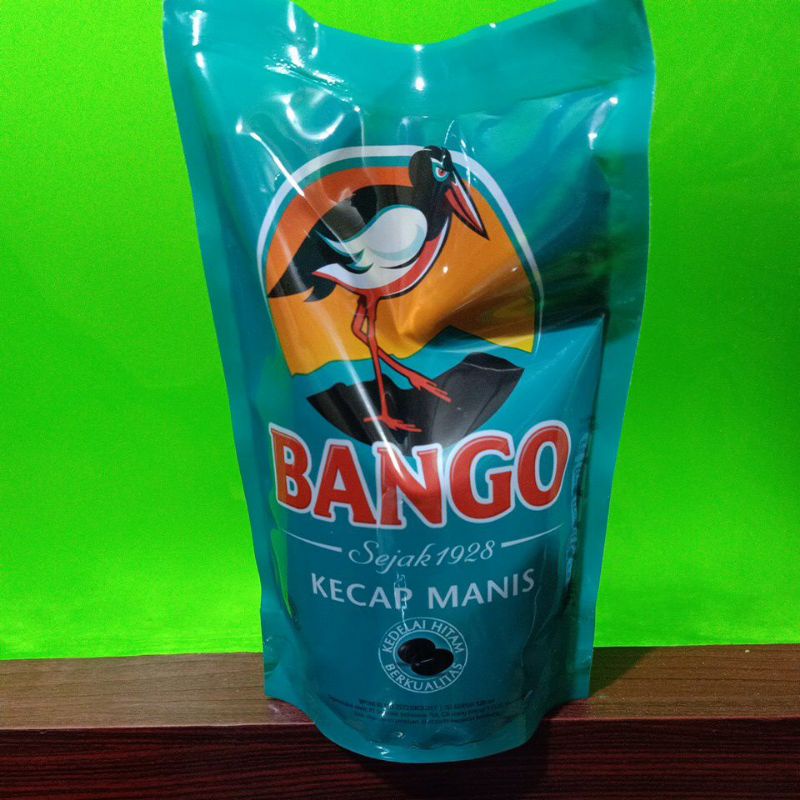 BANGO
Sejak 1928
KECAP MANIS
KEDELAI HITAM
BERKUALITAS